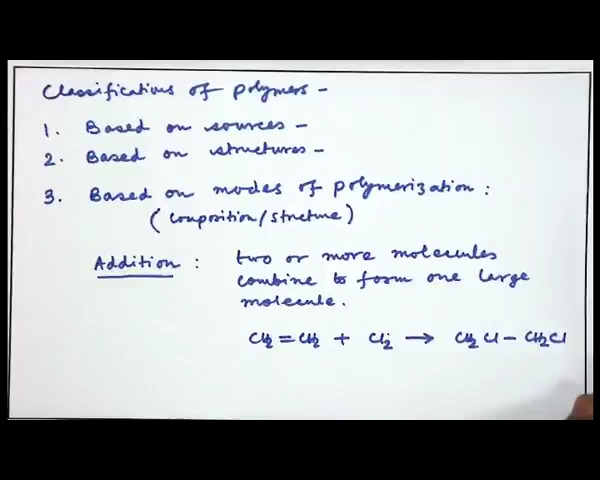 Classifications of polymers -
1. Based on sources -
2. Based on structures -
3. Based on modes of polymerization :
(composition/structure)
Addition : two or more molecules
combine to form one large
molecule.
CH₂=CH₂ + Cl₂ → CH₂Cl - CH₂Cl